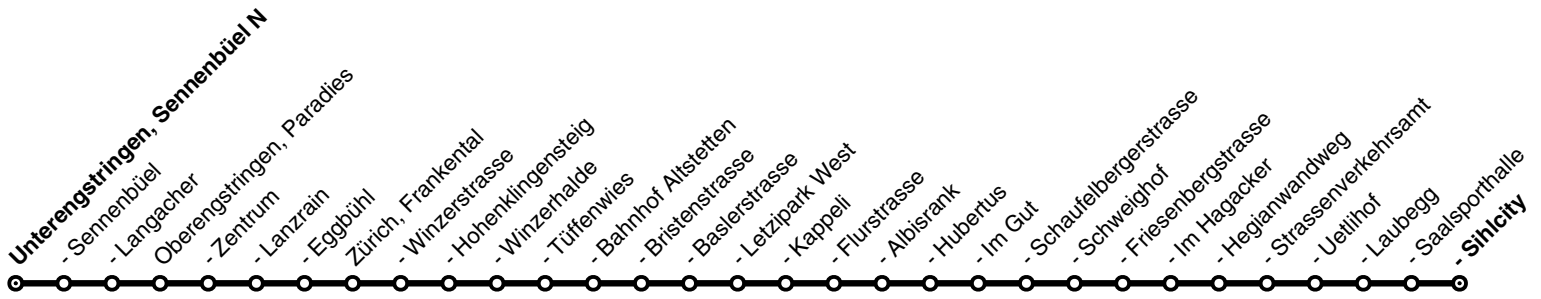 Unterengstringen, Sennenbüel N
- Sennenbüel
- Langacher
Oberengstringen, Paradies
- Zentrum
- Lanzrain
- Eggbühl
Zürich, Frankental
- Winzerstrasse
- Hohenklingensteig
- Winzerhalde
- Tüffenwies
- Bahnhof Altstetten
- Bristenstrasse
- Baslerstrasse
- Letzipark West
- Kappeli
- Flurstrasse
- Albisrank
- Hubertus
- Im Gut
- Schaufelbergerstrasse
- Schweighof
- Friesenbergstrasse
- Im Hagacker
- Hegianwandweg
- Strassenverkehrsamt
- Uetlihof
- Laubegg
- Saalsporthalle
- Sihlcity